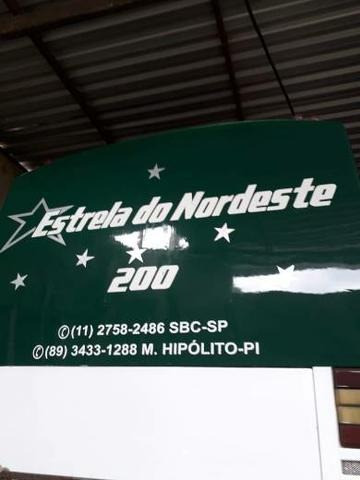 Estrela do Nordeste
200
(11) 2758-2486 SBC-SP
(89) 3433-1288 M. HIPÓLITO-PI